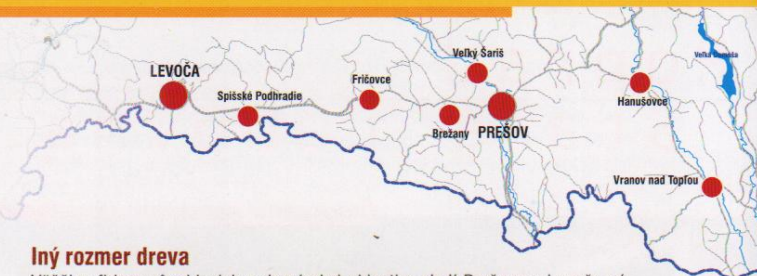 LEVOČA
Spišské Podhradie
Fričovce
Veľký Šariš
Brežany
PREŠOV
Hanušovce
Vranov nad Topľou
Iný rozmer dreva